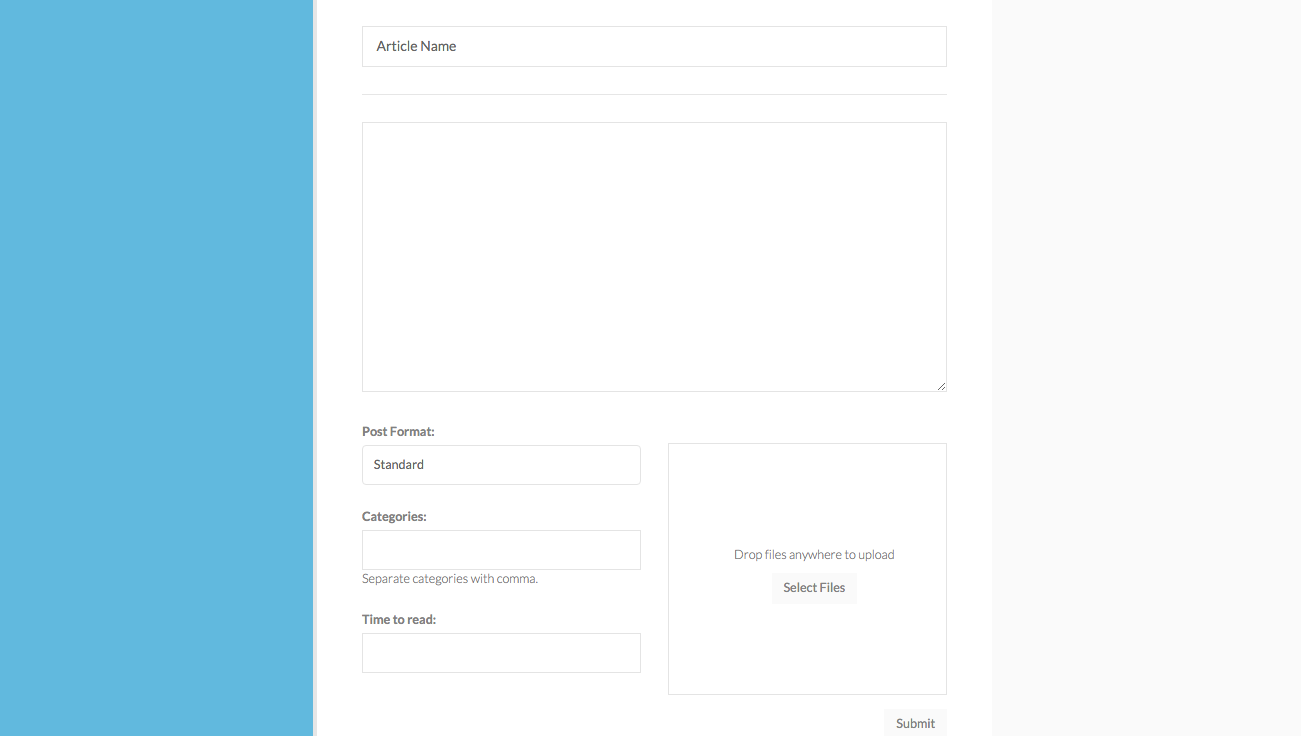 Article Name
Post Format:
Standard
Categories:
Separate categories with comma.
Time to read:
Drop files anywhere to upload
Select Files
Submit